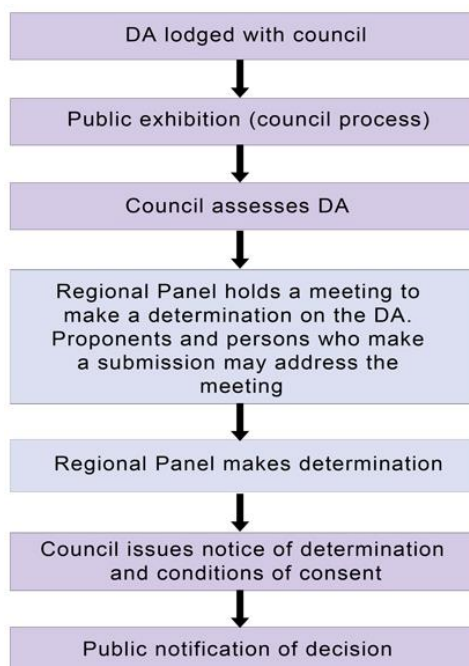 DA lodged with council
Public exhibition (council process)
Council assesses DA
Regional Panel holds a meeting to
make a determination on the DA.
Proponents and persons who make
a submission may address the
meeting
Regional Panel makes determination
Council issues notice of determination
and conditions of consent
Public notification of decision